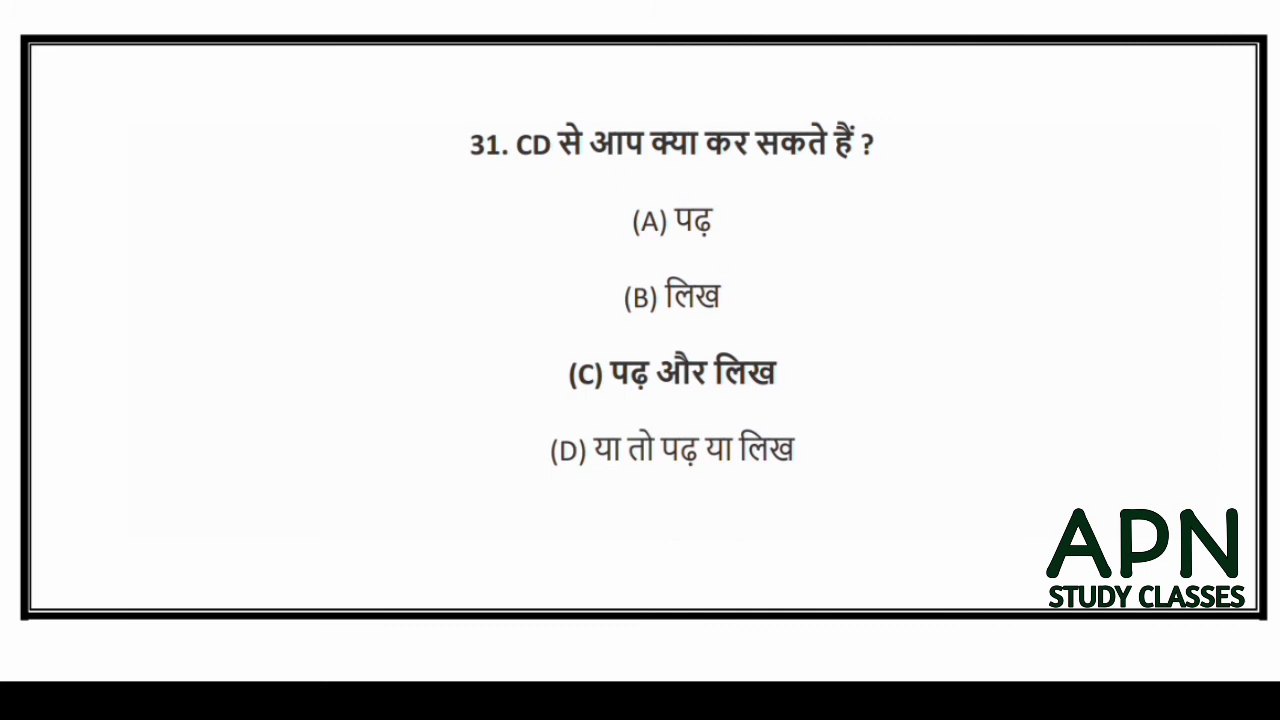 31. CD से आप क्या कर सकते हैं ?
(A) पढ़
(B) लिख
(C) पढ़ और लिख
(D) या तो पढ़ या लिख
APN
STUDY CLASSES